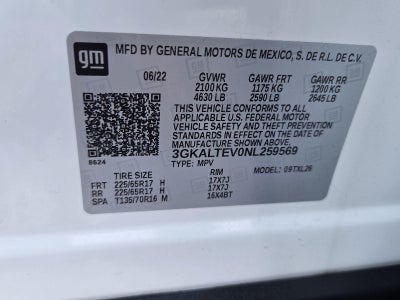 gm
MFD BY GENERAL MOTORS DE MEXICO, S. DE R.L. DE C.V.
06/22 GVWR GAWR FRT GAWR RR
2100 KG 1175 KG 1200 KG
4630 LB 2590 LB 2645 LB
THIS VEHICLE CONFORMS TO ALL
APPLICABLE U.S. FEDERAL MOTOR
VEHICLE SAFETY AND THEFT PREVENTION
STANDARDS IN EFFECT ON THE DATE OF
MANUFACTURE SHOWN ABOVE.
3GKALTEV0NL259569
8624
TYPE: MPV MODEL: 09TXL26
TIRE SIZE RIM
FRT 225/65R17 H 17X7J
RR 225/65R17 H 17X7J
SPA T135/70R16 M 16X4BT